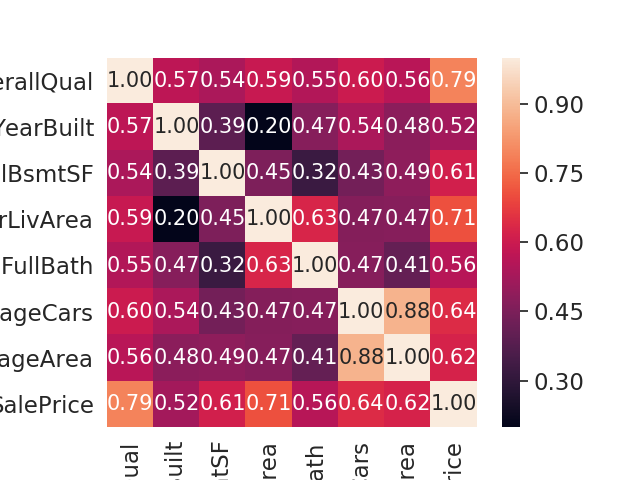 erallQual 1.00 0.57 0.54 0.59 0.55 0.60 0.56 0.79
YearBuilt 0.57 1.00 0.39 0.20 0.47 0.54 0.48 0.52
lBsmtSF 0.54 0.39 1.00 0.45 0.32 0.43 0.49 0.61
rLivArea 0.59 0.20 0.45 1.00 0.63 0.47 0.47 0.71
FullBath 0.55 0.47 0.32 0.63 1.00 0.47 0.41 0.56
ageCars 0.60 0.54 0.43 0.47 0.47 1.00 0.88 0.64
ageArea 0.56 0.48 0.49 0.47 0.41 0.88 1.00 0.62
SalePrice 0.79 0.52 0.61 0.71 0.56 0.64 0.62 1.00
ual uilt tSF rea ath ars rea rice
0.90
0.75
0.60
0.45
0.30